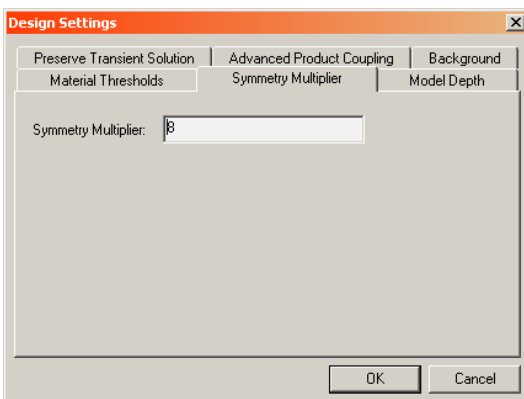 Design Settings
Preserve Transient Solution Advanced Product Coupling Background
Material Thresholds Symmetry Multiplier Model Depth
Symmetry Multiplier: 8
OK Cancel